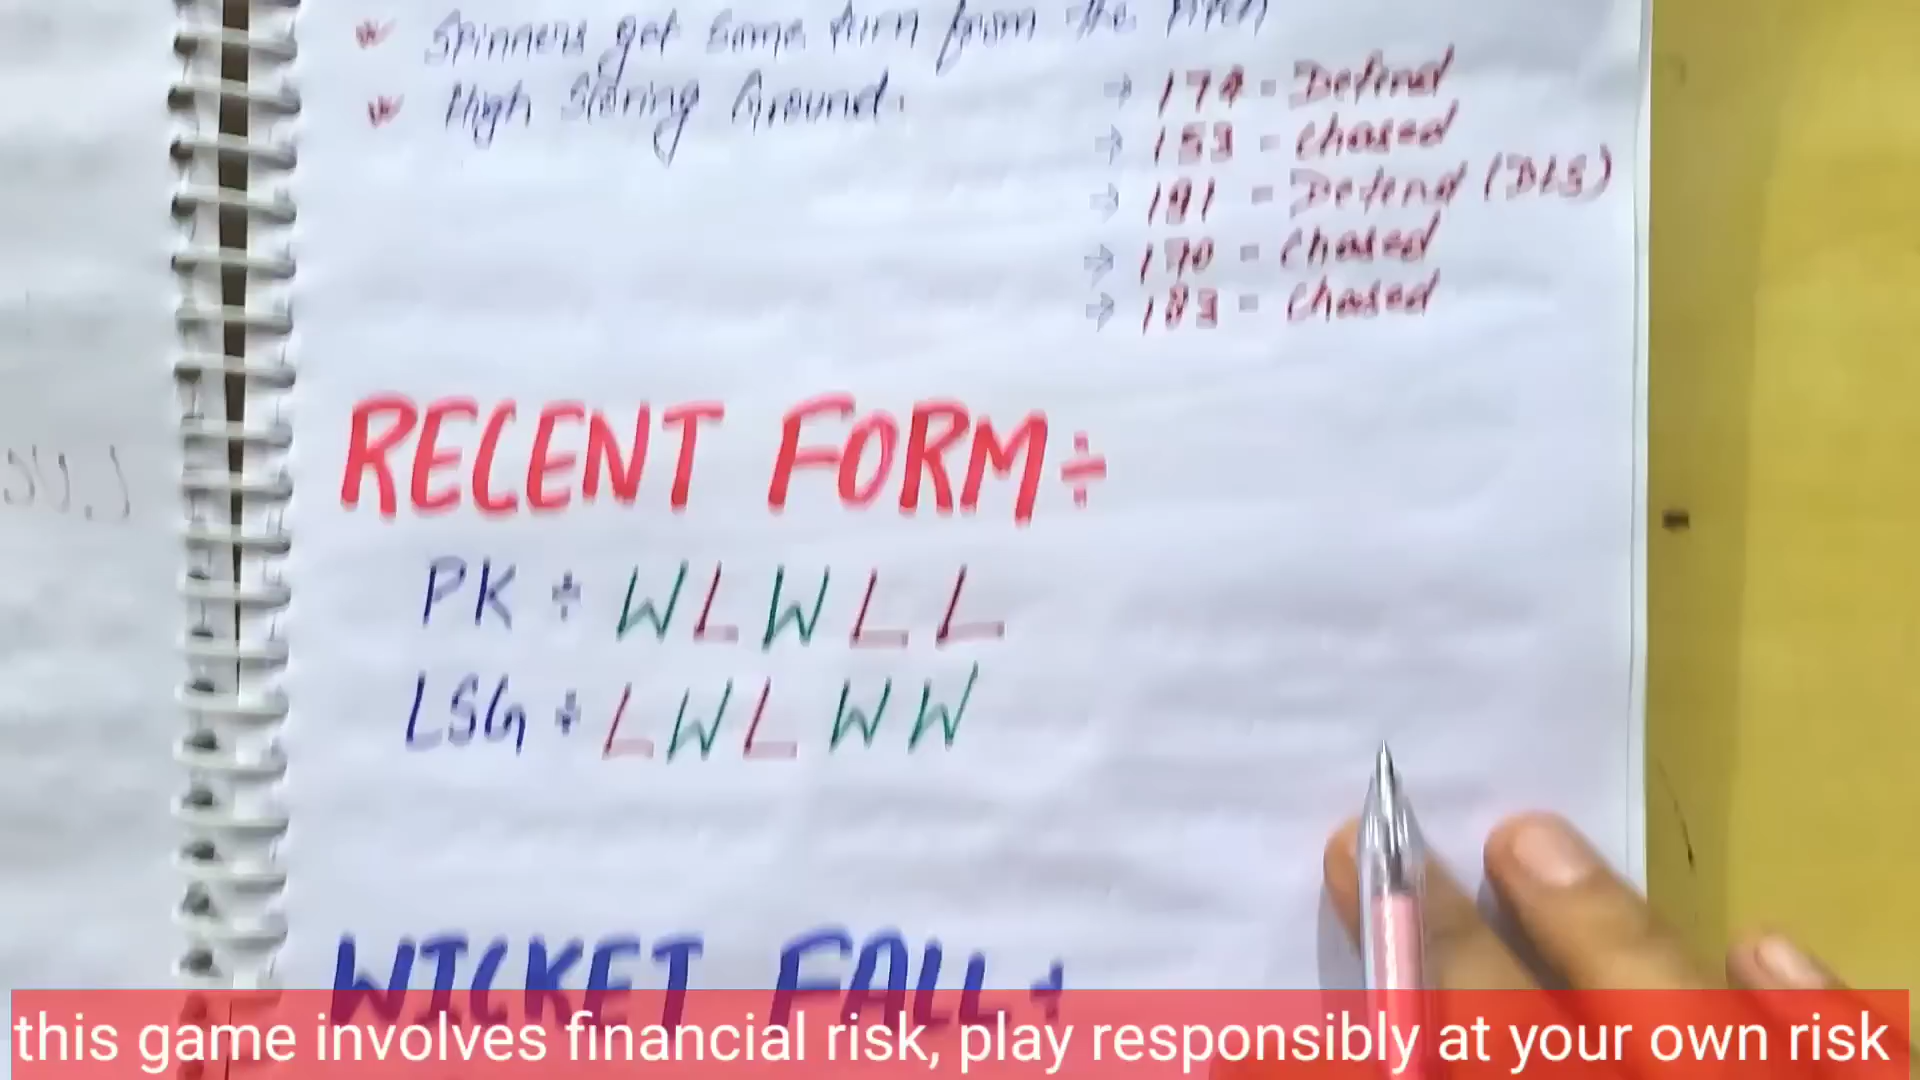 * Spinners get some turn from the Pitch
* High Scoring Ground.
→ 174 - Defend
→ 153 - Chased
→ 191 - Defend (DLS)
→ 170 - Chased
→ 183 - Chased
RECENT FORM ÷
PK ÷ W L W L L
LSG ÷ L W L W W
WICKET FALL ÷
this game involves financial risk, play responsibly at your own risk